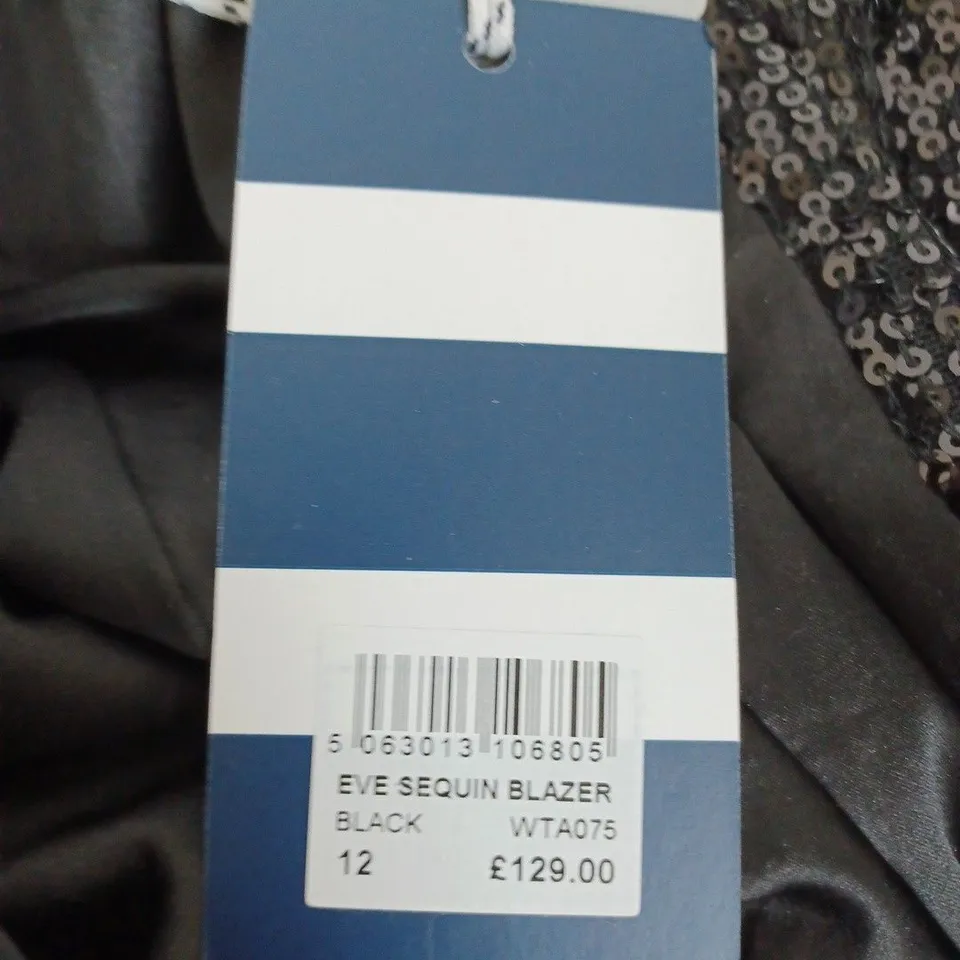 5 063013 106805
EVE SEQUIN BLAZER
BLACK WTA075
12 £129.00